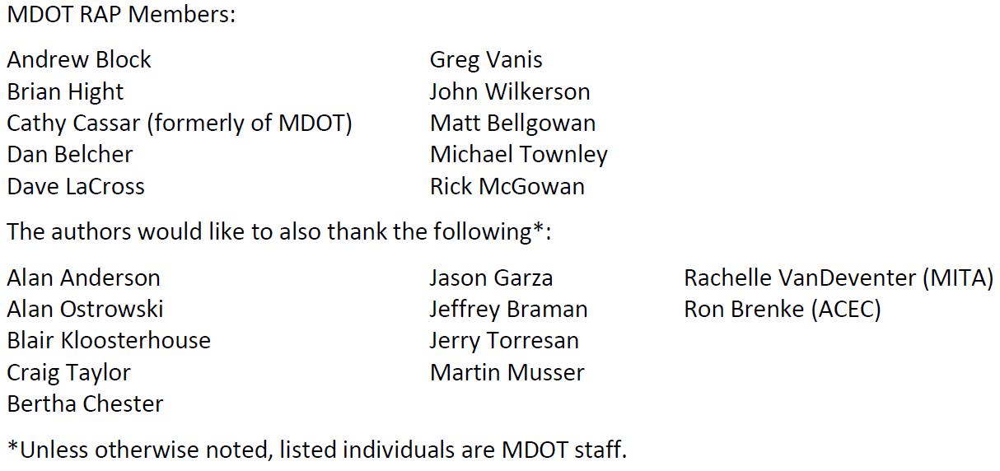 MDOT RAP Members:
Andrew Block
Brian Hight
Cathy Cassar (formerly of MDOT)
Dan Belcher
Dave LaCross
Greg Vanis
John Wilkerson
Matt Bellgowan
Michael Townley
Rick McGowan
The authors would like to also thank the following*:
Alan Anderson
Alan Ostrowski
Blair Kloosterhouse
Craig Taylor
Bertha Chester
Jason Garza
Jeffrey Braman
Jerry Torresan
Martin Musser
Rachelle VanDeventer (MITA)
Ron Brenke (ACEC)
*Unless otherwise noted, listed individuals are MDOT staff.